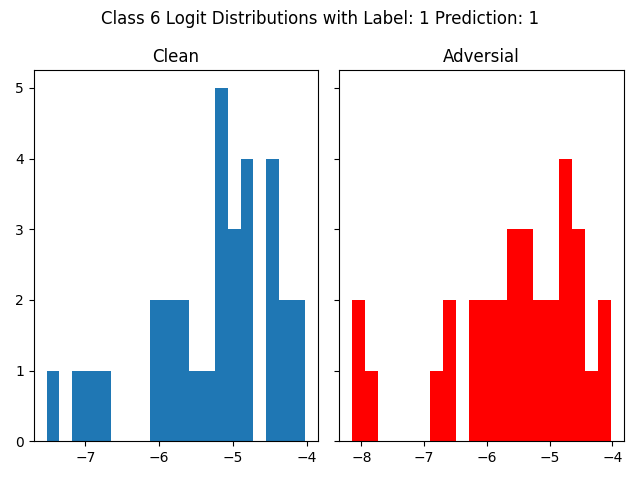 Class 6 Logit Distributions with Label: 1 Prediction: 1
Clean
Adversial
5
4
3
2
1
0
−7 −6 −5 −4
−8 −7 −6 −5 −4